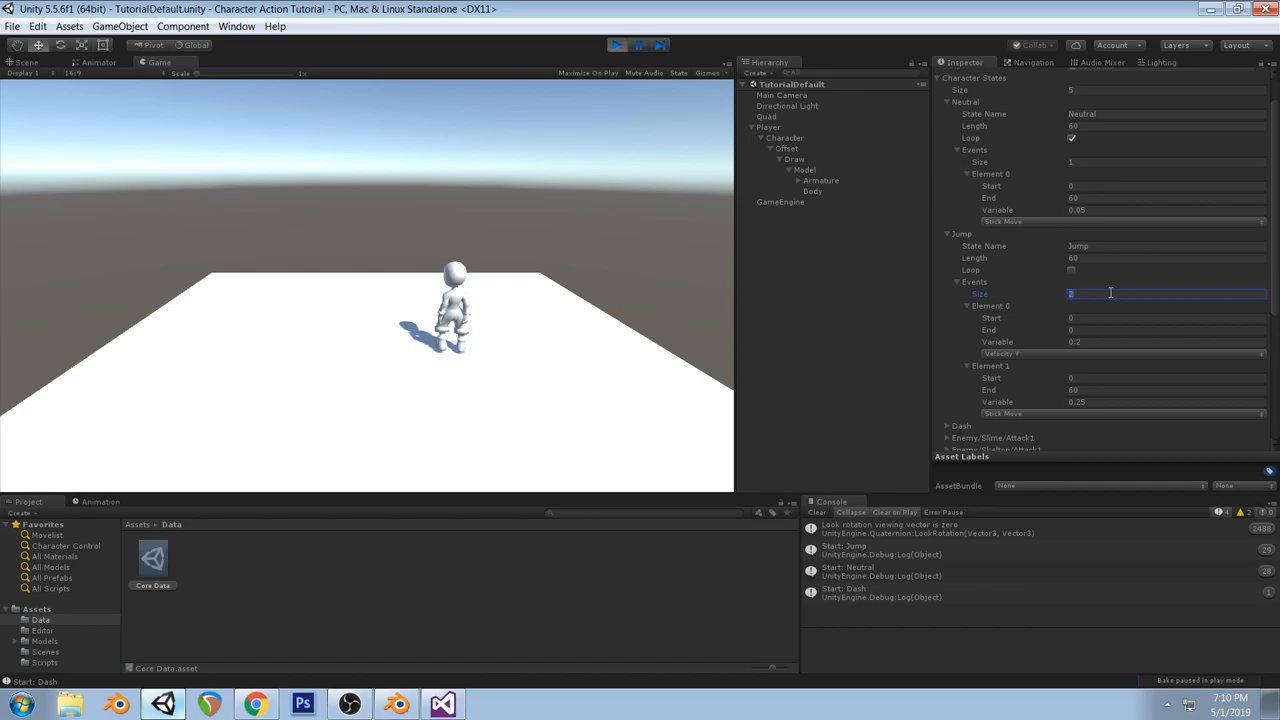 Unity 5.5.6f1 (64bit) - TutorialDefault.unity - Character Action Tutorial - PC, Mac & Linux Standalone <DX11>
File Edit Assets GameObject Component Window Help
Pivot Global Collab Account Layers Layout
Scene Animator Game
Display 1 16:9 Scale 1x Maximize On Play Mute Audio Stats Gizmos
Hierarchy
Create All
TutorialDefault
Main Camera
Directional Light
Quad
Player
Character
Offset
Draw
Model
Armature
Body
GameEngine
Inspector Navigation Audio Mixer Lighting
Character States
Size 5
Neutral
State Name Neutral
Length 60
Loop
Events
Size 1
Element 0
Start 0
End 60
Variable 0.05
Stick Move
Jump
State Name Jump
Length 60
Loop
Events
Size 2
Element 0
Start 0
End 0
Variable 0.2
Velocity Y
Element 1
Start 0
End 60
Variable 0.25
Stick Move
Dash
Enemy/Slime/Attack1
Enemy/Skelton/Attack1
Asset Labels
AssetBundle None None
Project Animation
Create
Favorites
Movelist
Character Control
All Materials
All Models
All Prefabs
All Scripts
Assets
Data
Editor
Models
Scenes
Scripts
Assets Data
Core Data
Core Data.asset
Console
Clear Collapse Clear on Play Error Pause 4 2 0
Look rotation viewing vector is zero
UnityEngine.Quaternion:LookRotation(Vector3, Vector3) 2488
Start: Jump
UnityEngine.Debug:Log(Object) 29
Start: Neutral
UnityEngine.Debug:Log(Object) 28
Start: Dash
UnityEngine.Debug:Log(Object) 1
Start: Dash
Bake paused in play mode
Ps
7:10 PM
5/1/2019